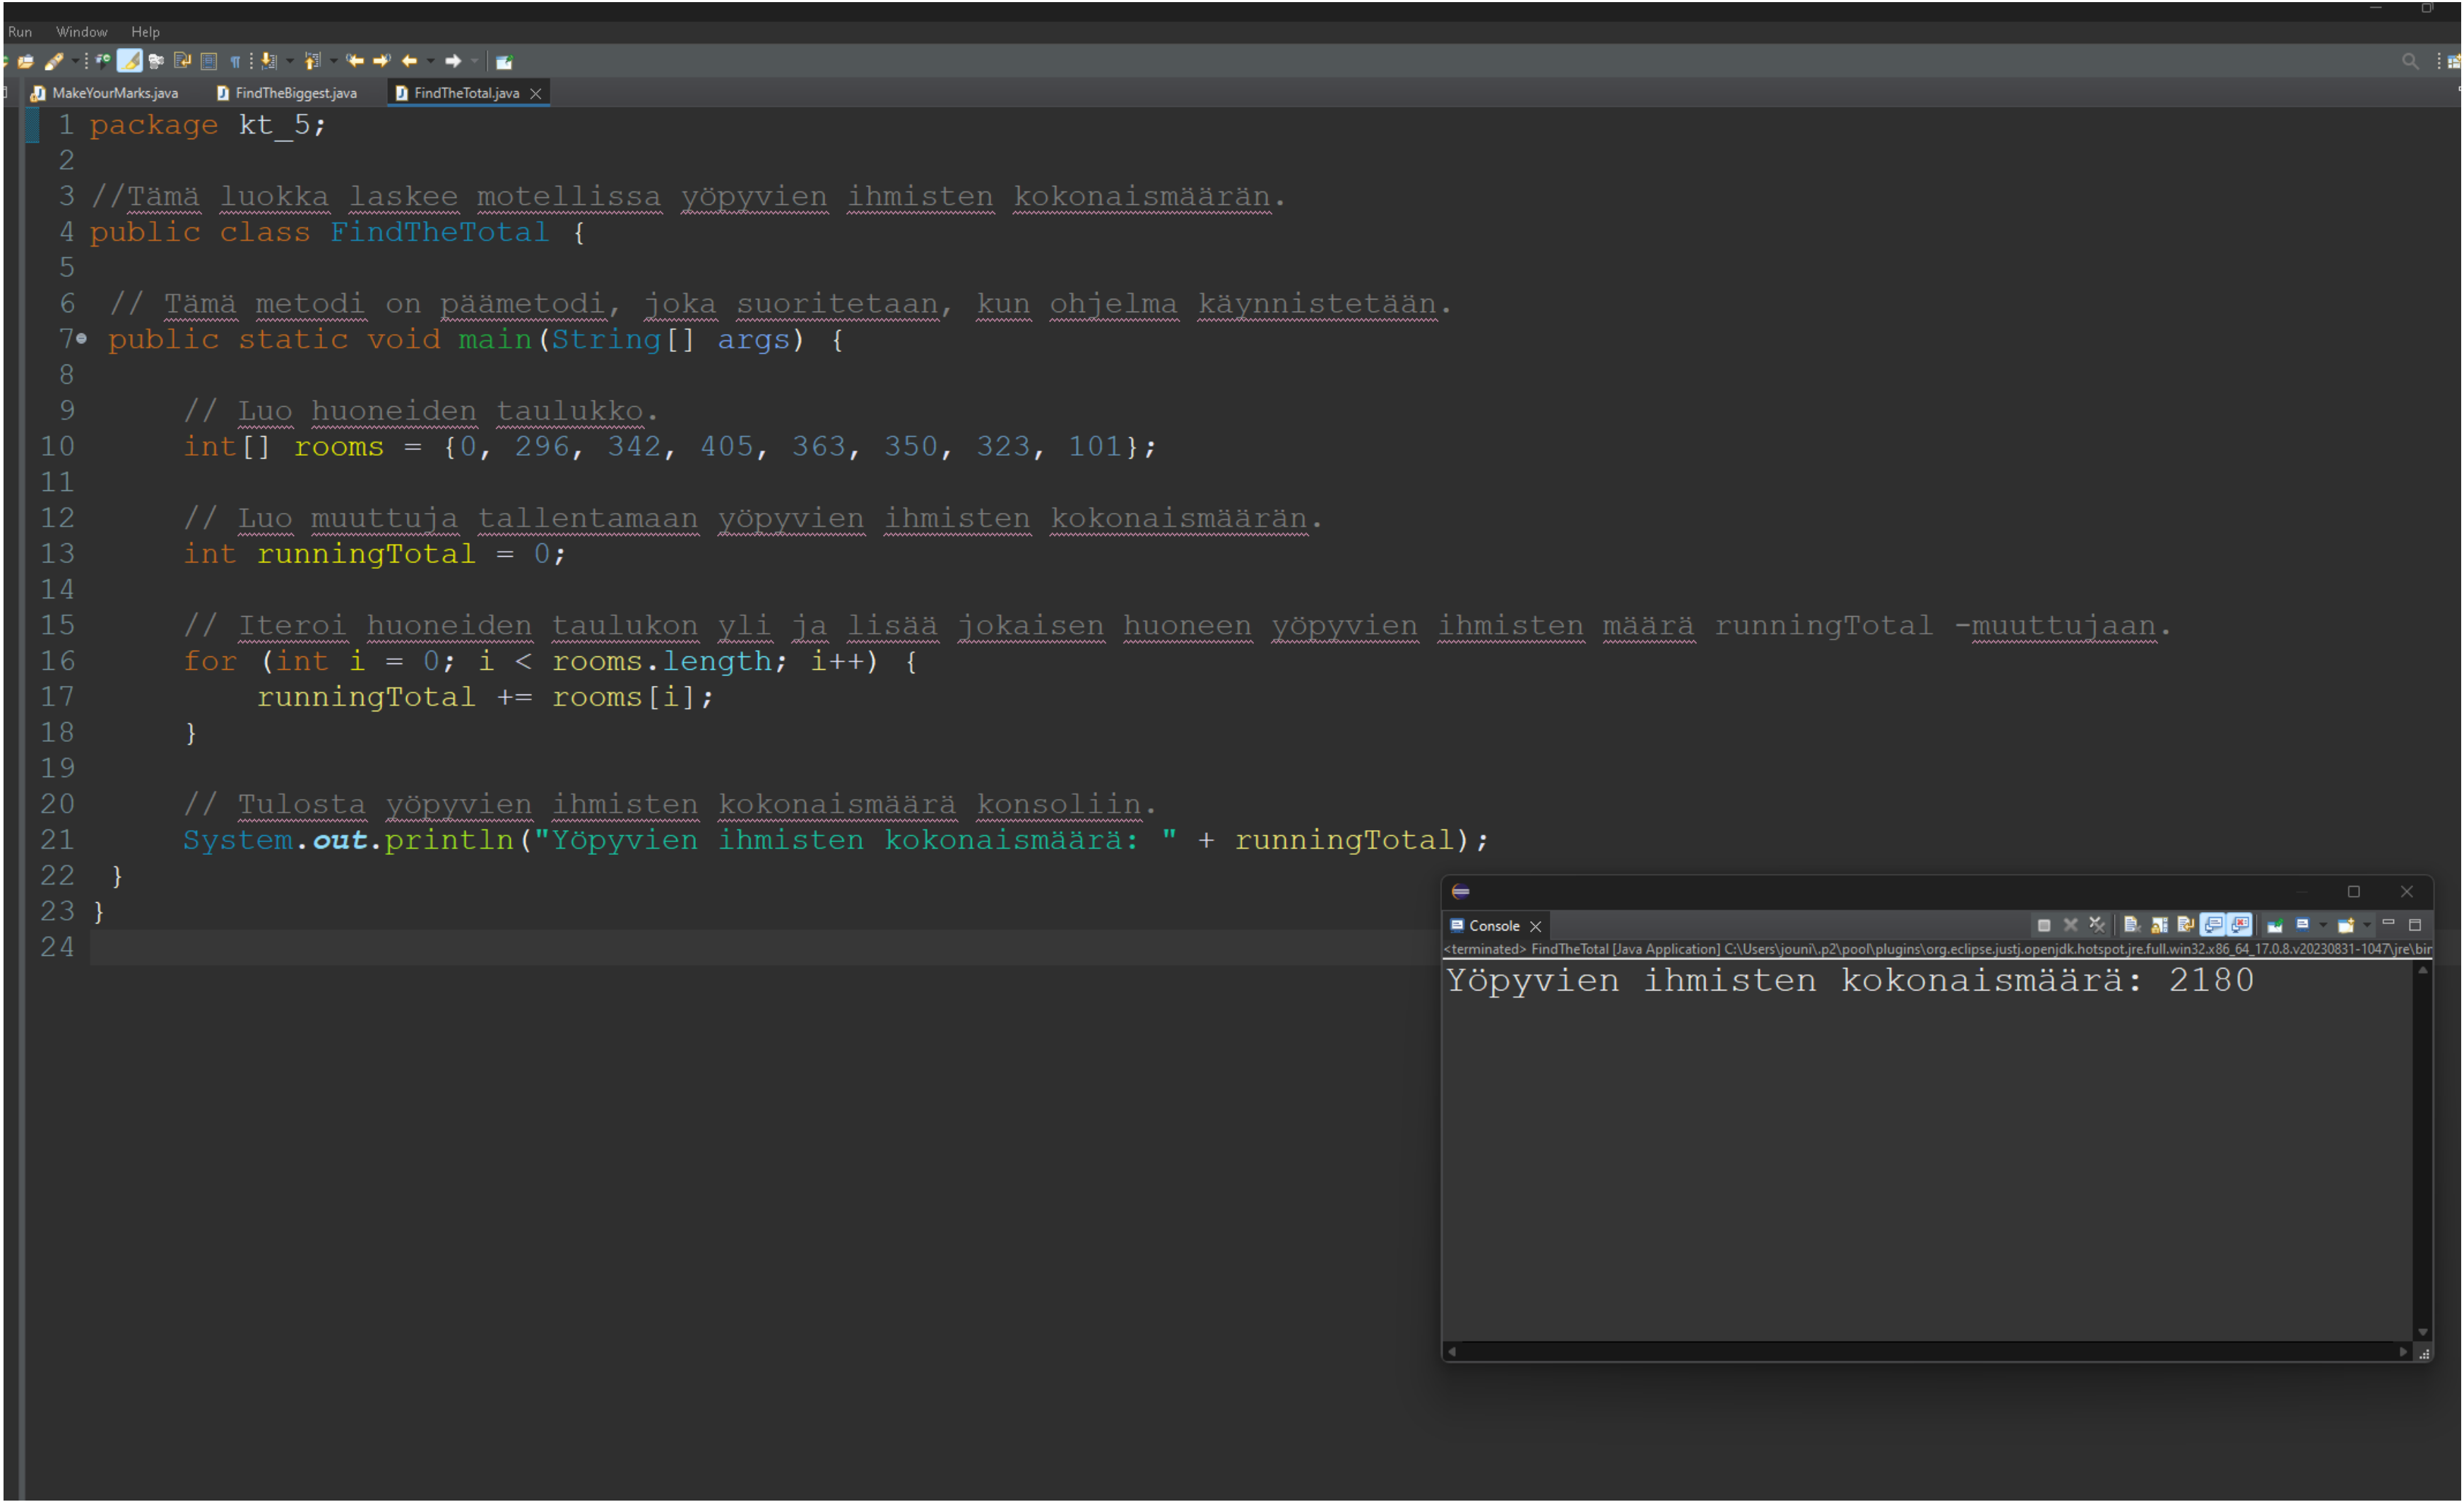 Run Window Help
MakeYourMarks.java FindTheBiggest.java FindTheTotal.java
1 package kt_5;
2
3 //Tämä luokka laskee motellissa yöpyvien ihmisten kokonaismäärän.
4 public class FindTheTotal {
5
6 // Tämä metodi on päämetodi, joka suoritetaan, kun ohjelma käynnistetään.
7 public static void main(String[] args) {
8
9 // Luo huoneiden taulukko.
10 int[] rooms = {0, 296, 342, 405, 363, 350, 323, 101};
11
12 // Luo muuttuja tallentamaan yöpyvien ihmisten kokonaismäärän.
13 int runningTotal = 0;
14
15 // Iteroi huoneiden taulukon yli ja lisää jokaisen huoneen yöpyvien ihmisten määrä runningTotal -muuttujaan.
16 for (int i = 0; i < rooms.length; i++) {
17 runningTotal += rooms[i];
18 }
19
20 // Tulosta yöpyvien ihmisten kokonaismäärä konsoliin.
21 System.out.println("Yöpyvien ihmisten kokonaismäärä: " + runningTotal);
22 }
23 }
24
Console
<terminated> FindTheTotal [Java Application] C:\Users\jouni\.p2\pool\plugins\org.eclipse.justj.openjdk.hotspot.jre.full.win32.x86_64_17.0.8.v20230831-1047\jre\bin
Yöpyvien ihmisten kokonaismäärä: 2180